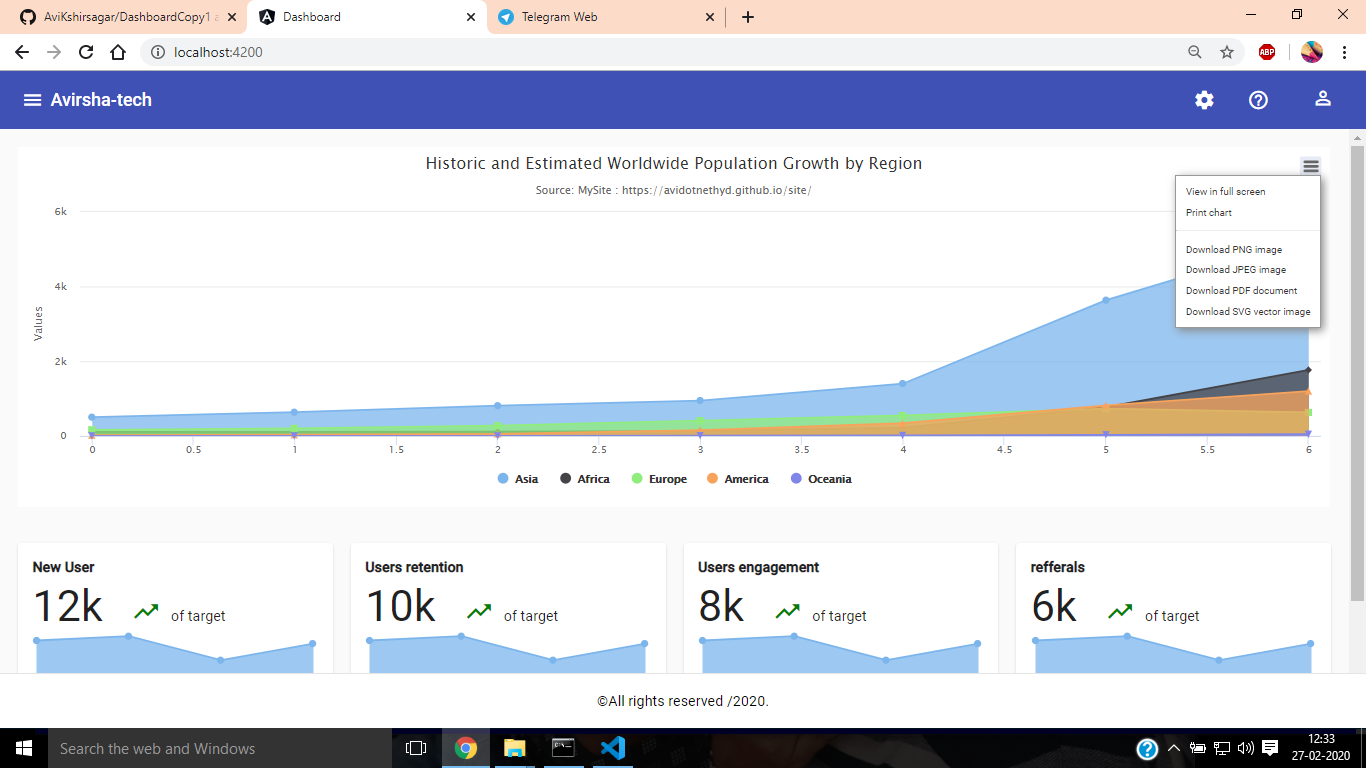 AviKshirsagar/DashboardCopy1 a
Dashboard
Telegram Web
localhost:4200
ABP
Avirsha-tech
Historic and Estimated Worldwide Population Growth by Region
Source: MySite : https://avidotnethyd.github.io/site/
View in full screen
Print chart
Download PNG image
Download JPEG image
Download PDF document
Download SVG vector image
Values
6k
4k
2k
0
0 0.5 1 1.5 2 2.5 3 3.5 4 4.5 5 5.5 6
Asia Africa Europe America Oceania
New User
12k of target
Users retention
10k of target
Users engagement
8k of target
refferals
6k of target
©All rights reserved /2020.
Search the web and Windows
12:33
27-02-2020